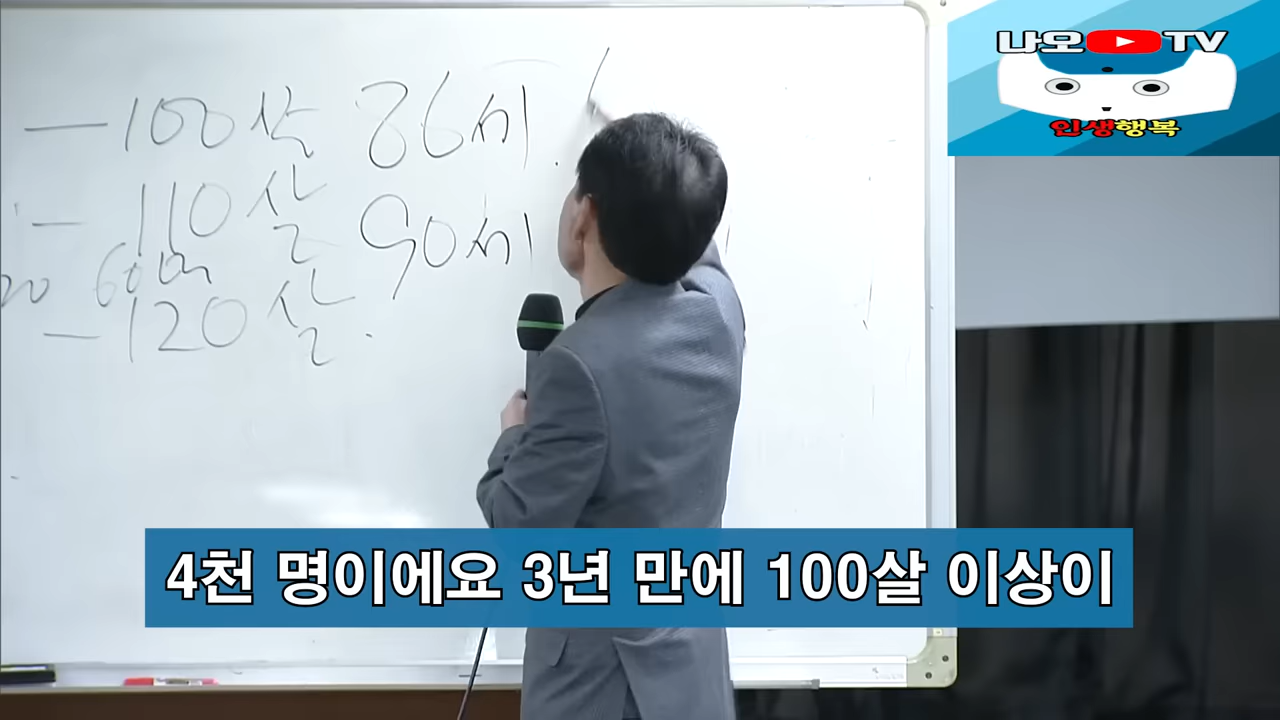 나오 TV
인생행복
—100살 86세.
— 110살 90세
60
—120살.
4천 명이에요 3년 만에 100살 이상이